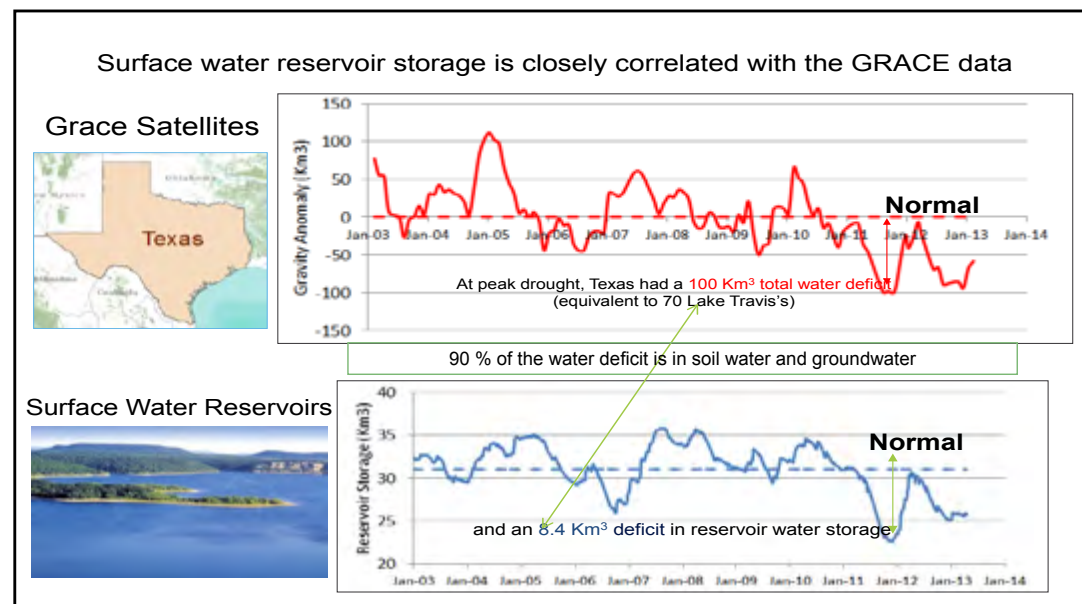 Surface water reservoir storage is closely correlated with the GRACE data
Grace Satellites
Texas
Oklahoma
Gravity Anomaly (Km3)
150
100
50
0
-50
-100
-150
Jan-03 Jan-04 Jan-05 Jan-06 Jan-07 Jan-08 Jan-09 Jan-10 Jan-11 Jan-12 Jan-13 Jan-14
Normal
At peak drought, Texas had a 100 Km³ total water deficit
(equivalent to 70 Lake Travis's)
90 % of the water deficit is in soil water and groundwater
Surface Water Reservoirs
Reservoir Storage (Km3)
40
35
30
25
20
Normal
and an 8.4 Km³ deficit in reservoir water storage
Jan-03 Jan-04 Jan-05 Jan-06 Jan-07 Jan-08 Jan-09 Jan-10 Jan-11 Jan-12 Jan-13 Jan-14